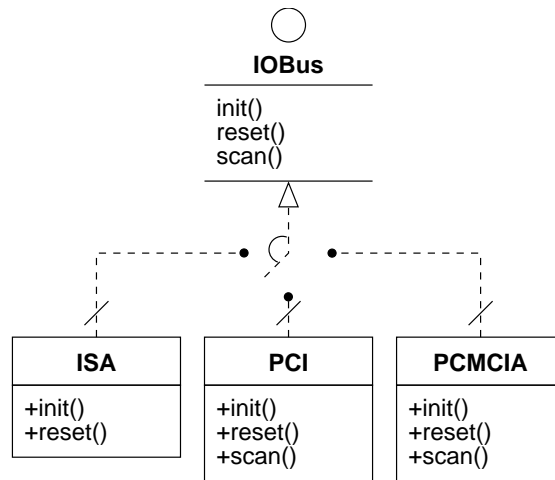 IOBus
init()
reset()
scan()
ISA
+init()
+reset()
PCI
+init()
+reset()
+scan()
PCMCIA
+init()
+reset()
+scan()